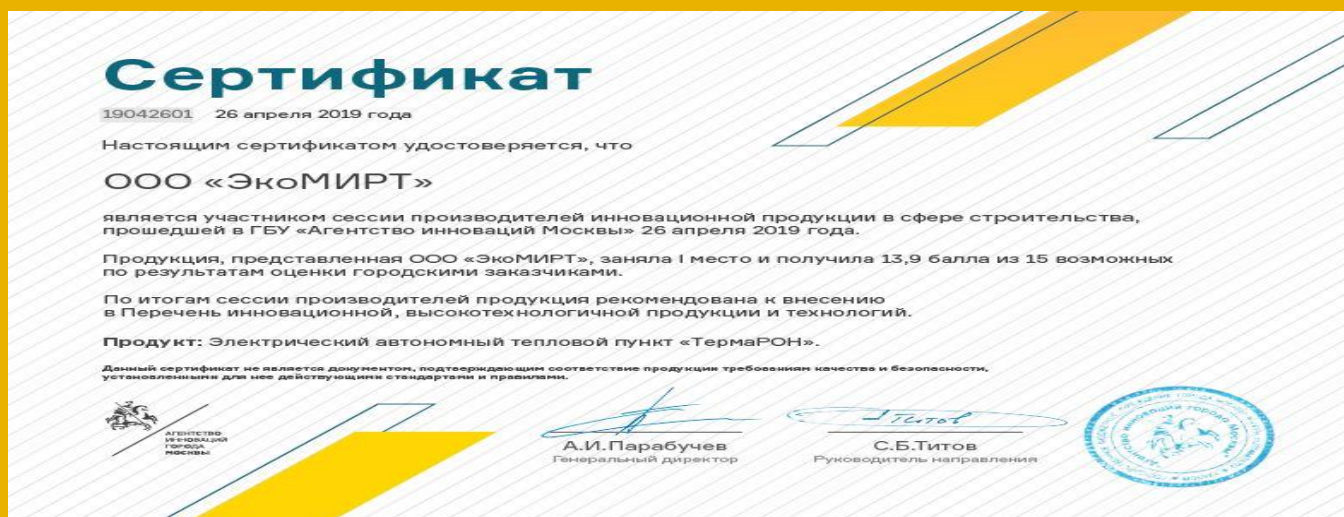 Сертификат
19042601 26 апреля 2019 года
Настоящим сертификатом удостоверяется, что
ООО «ЭкоМИРТ»
является участником сессии производителей инновационной продукции в сфере строительства,
прошедшей в ГБУ «Агентство инноваций Москвы» 26 апреля 2019 года.
Продукция, представленная ООО «ЭкоМИРТ», заняла I место и получила 13,9 балла из 15 возможных
по результатам оценки городскими заказчиками.
По итогам сессии производителей продукция рекомендована к внесению
в Перечень инновационной, высокотехнологичной продукции и технологий.
Продукт: Электрический автономный тепловой пункт «ТермаРОН».
Данный сертификат не является документом, подтверждающим соответствие продукции требованиям качества и безопасности,
установленными для нее действующими стандартами и правилами.
АГЕНТСТВО
ИННОВАЦИЙ
ГОРОДА
МОСКВЫ
Титов
А.И.Парабучев
Генеральный директор
С.Б.Титов
Руководитель направления